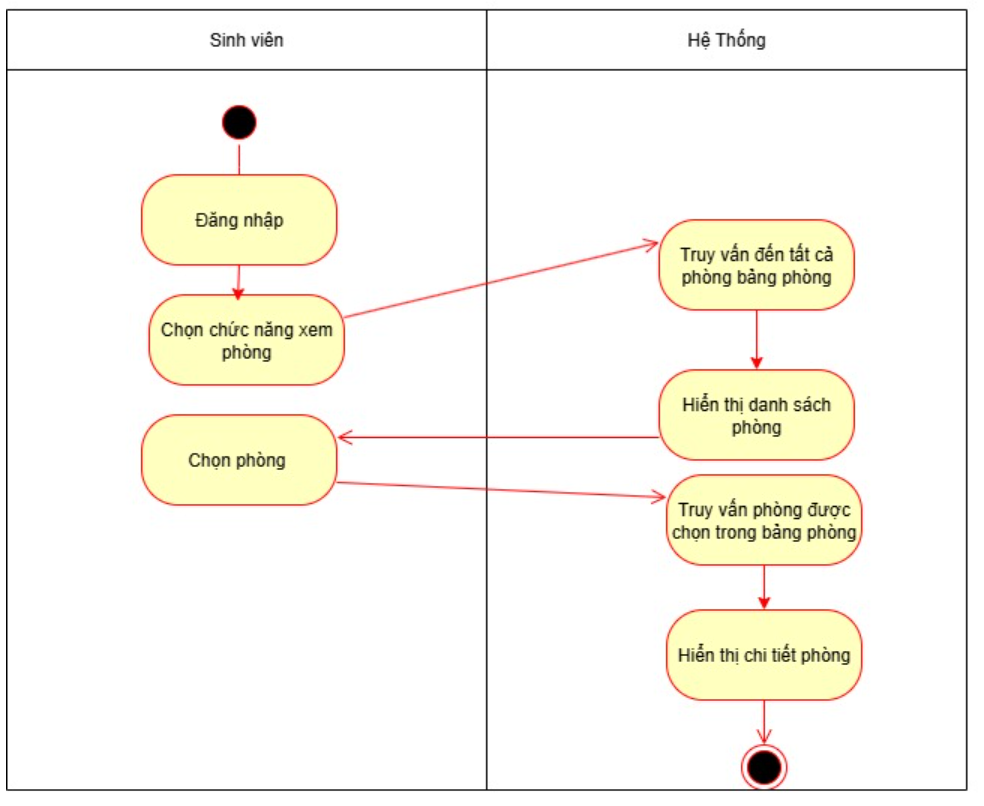 Sinh viên
Hệ Thống
Đăng nhập
Chọn chức năng xem
phòng
Truy vấn đến tất cả
phòng bảng phòng
Hiển thị danh sách
phòng
Chọn phòng
Truy vấn phòng được
chọn trong bảng phòng
Hiển thị chi tiết phòng